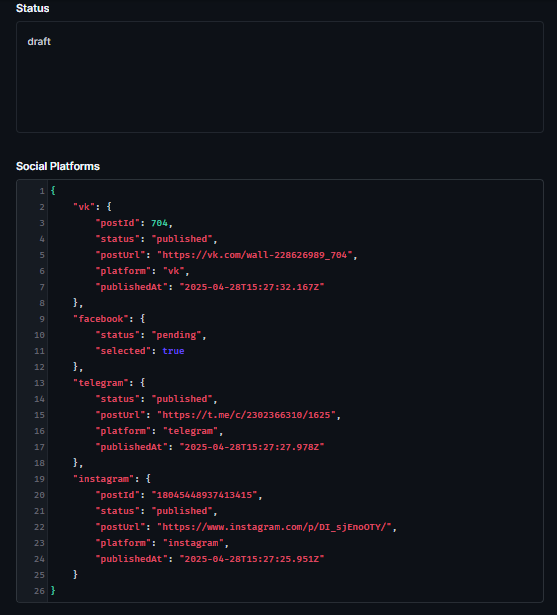 Status
draft
Social Platforms
1 {
2     "vk": {
3         "postId": 704,
4         "status": "published",
5         "postUrl": "https://vk.com/wall-228626989_704",
6         "platform": "vk",
7         "publishedAt": "2025-04-28T15:27:32.167Z"
8     },
9     "facebook": {
10         "status": "pending",
11         "selected": true
12     },
13     "telegram": {
14         "status": "published",
15         "postUrl": "https://t.me/c/2302366310/1625",
16         "platform": "telegram",
17         "publishedAt": "2025-04-28T15:27:27.978Z"
18     },
19     "instagram": {
20         "postId": "18045448937413415",
21         "status": "published",
22         "postUrl": "https://www.instagram.com/p/DI_sjEnoOTY/",
23         "platform": "instagram",
24         "publishedAt": "2025-04-28T15:27:25.951Z"
25     }
26 }